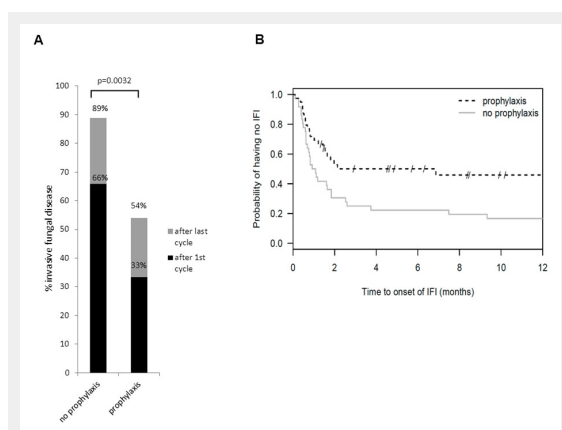 A
p=0.0032
100
90
80
70
60
50
40
30
20
10
0
% invasive fungal disease
89%
66%
54%
33%
after last
cycle
after 1st
cycle
no prophylaxis
prophylaxis
B
1.0
0.8
0.6
0.4
0.2
0.0
Probability of having no IFI
prophylaxis
no prophylaxis
0 2 4 6 8 10 12
Time to onset of IFI (months)